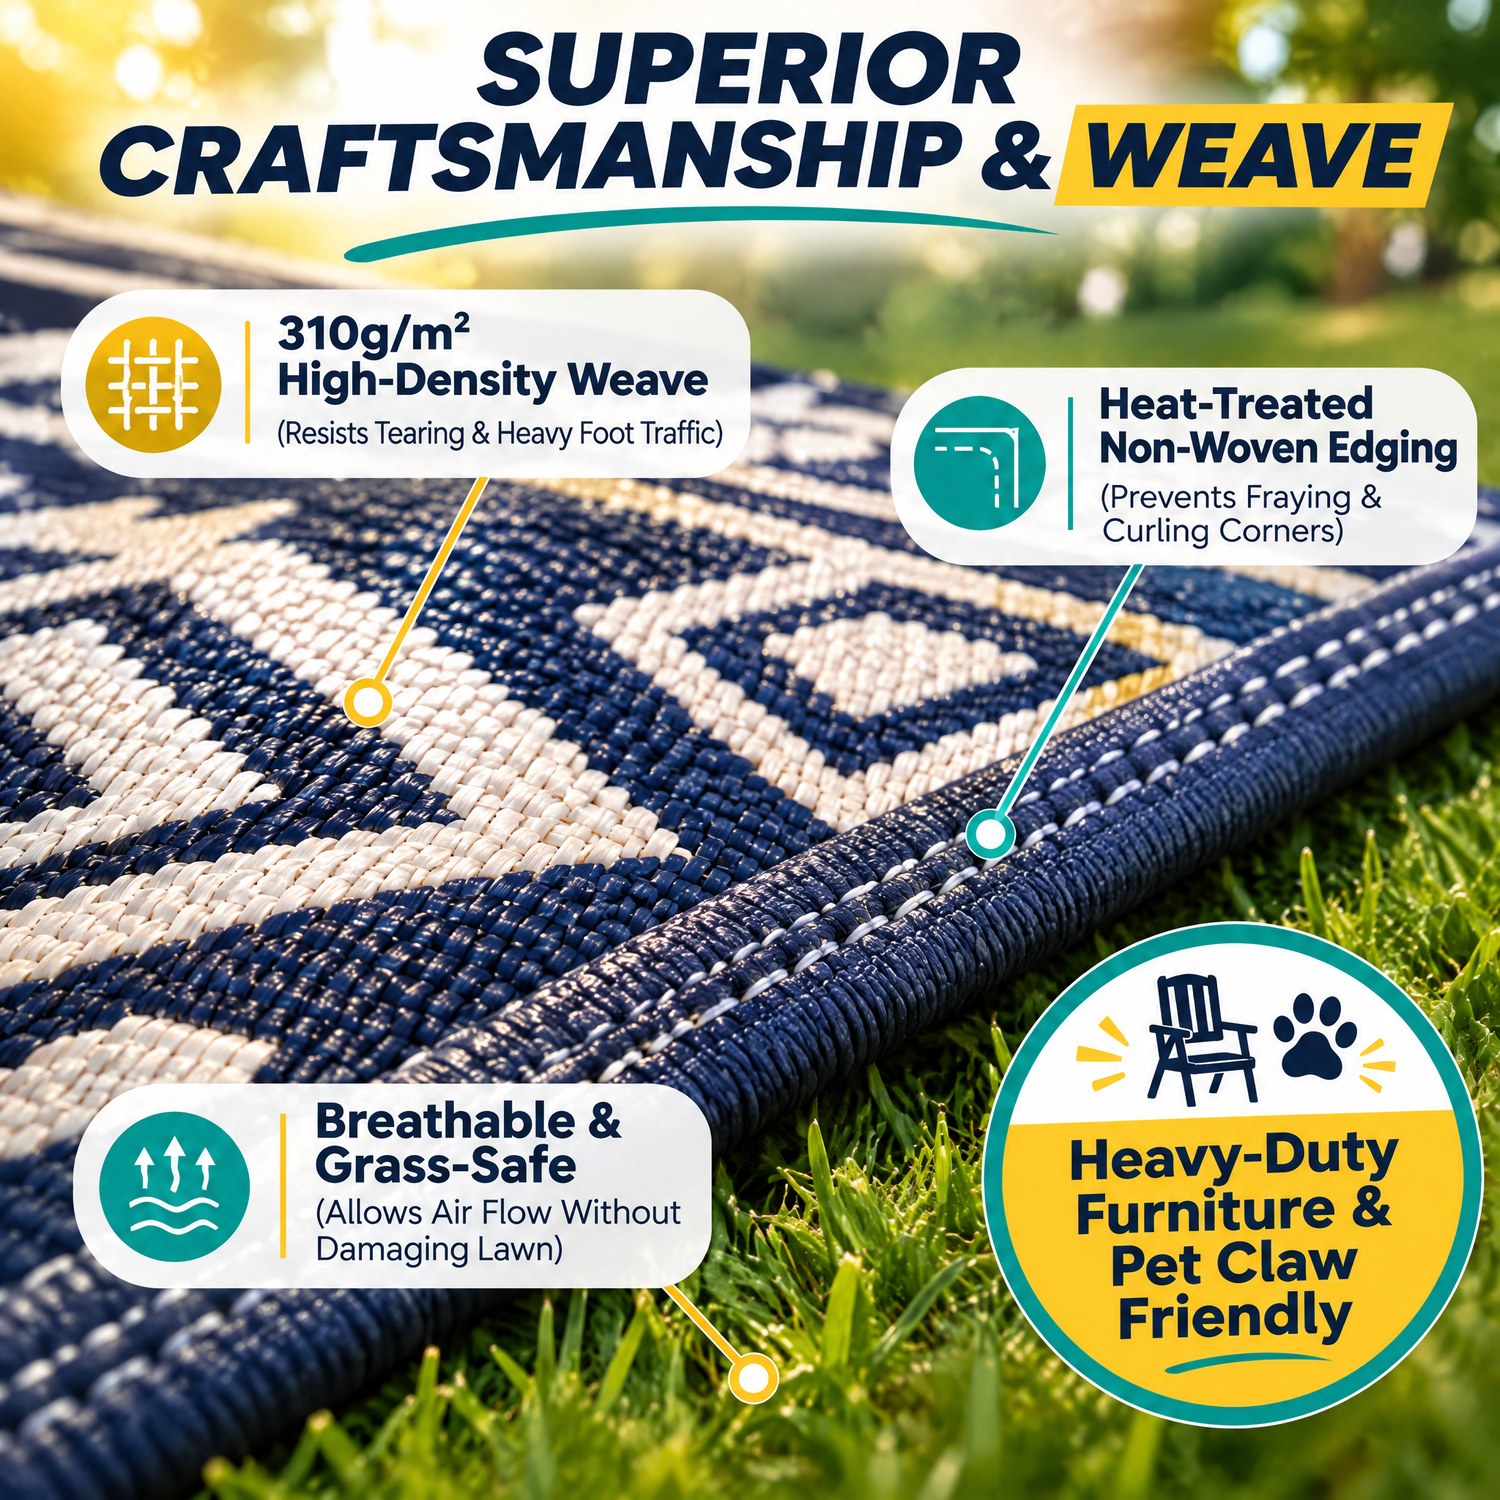 SUPERIOR
CRAFTSMANSHIP & WEAVE
310g/m²
High-Density Weave
(Resists Tearing & Heavy Foot Traffic)
Heat-Treated
Non-Woven Edging
(Prevents Fraying &
Curling Corners)
Breathable &
Grass-Safe
(Allows Air Flow Without
Damaging Lawn)
Heavy-Duty
Furniture &
Pet Claw
Friendly